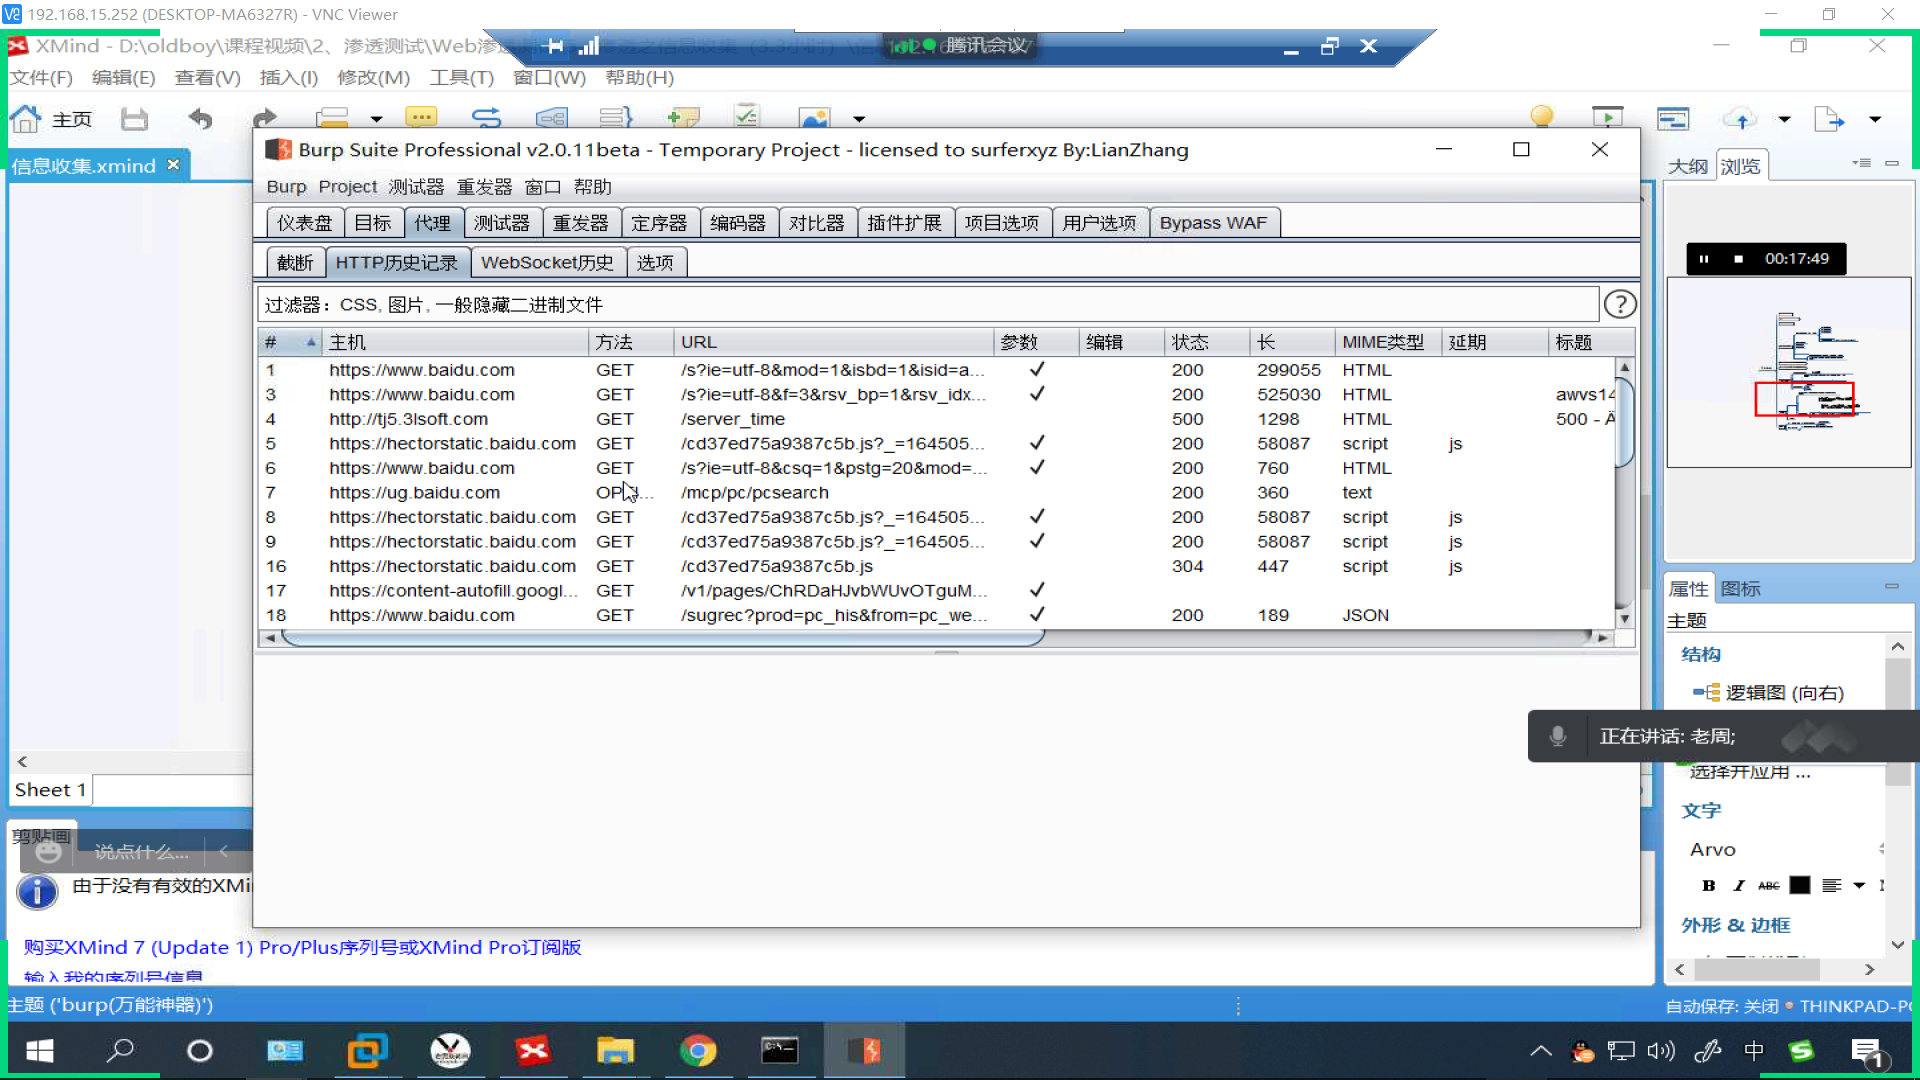 192.168.15.252 (DESKTOP-MA6327R) - VNC Viewer
XMind - D:\oldboy\课程视频\2、渗透测试\Web渗
腾讯会议
文件(F) 编辑(E) 查看(V) 插入(I) 修改(M) 工具(T) 窗口(W) 帮助(H)
主页
信息收集.xmind
大纲 浏览
00:17:49
Burp Suite Professional v2.0.11beta - Temporary Project - licensed to surferxyz By:LianZhang
Burp Project 测试器 重发器 窗口 帮助
仪表盘 目标 代理 测试器 重发器 定序器 编码器 对比器 插件扩展 项目选项 用户选项 Bypass WAF
截断 HTTP历史记录 WebSocket历史 选项
过滤器：CSS, 图片, 一般隐藏二进制文件 ?
# 主机 方法 URL 参数 编辑 状态 长 MIME类型 延期 标题
1 https://www.baidu.com GET /s?ie=utf-8&mod=1&isbd=1&isid=a... ✓ 200 299055 HTML
3 https://www.baidu.com GET /s?ie=utf-8&f=3&rsv_bp=1&rsv_idx... ✓ 200 525030 HTML awvs14
4 http://tj5.3lsoft.com GET /server_time 500 1298 HTML 500 -
5 https://hectorstatic.baidu.com GET /cd37ed75a9387c5b.js?_=164505... ✓ 200 58087 script js
6 https://www.baidu.com GET /s?ie=utf-8&csq=1&pstg=20&mod=... ✓ 200 760 HTML
7 https://ug.baidu.com OP... /mcp/pc/pcsearch 200 360 text
8 https://hectorstatic.baidu.com GET /cd37ed75a9387c5b.js?_=164505... ✓ 200 58087 script js
9 https://hectorstatic.baidu.com GET /cd37ed75a9387c5b.js?_=164505... ✓ 200 58087 script js
16 https://hectorstatic.baidu.com GET /cd37ed75a9387c5b.js 304 447 script js
17 https://content-autofill.googl... GET /v1/pages/ChRDaHJvbWUvOTguM... ✓
18 https://www.baidu.com GET /sugrec?prod=pc_his&from=pc_we... ✓ 200 189 JSON
属性 图标
主题
结构
逻辑图 (向右)
正在讲话: 老周;
选择并应用 ...
文字
Arvo
B I ABC
外形 & 边框
Sheet 1
剪贴画
说点什么...
由于没有有效的XMi
购买XMind 7 (Update 1) Pro/Plus序列号或XMind Pro订阅版
输入我的序列号信息
主题 ('burp(万能神器)')
自动保存: 关闭 THINKPAD-P
中
1